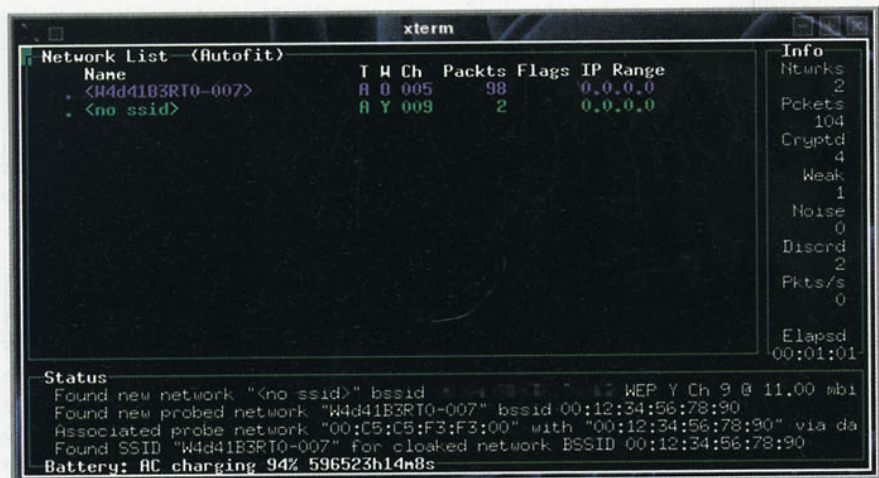 xterm
Network List—(Autofit)
Name T W Ch Packts Flags IP Range
. <W4d41B3RTO-007> A O 005 98 0.0.0.0
. <no ssid> A Y 009 2 0.0.0.0
Info
Ntwrks
2
Pckets
104
Cryptd
4
Weak
1
Noise
0
Discrd
2
Pkts/s
0
Elapsd
00:01:01
Status
Found new network "<no ssid>" bssid WEP Y Ch 9 @ 11.00 mbi
Found new probed network "W4d41B3RTO-007" bssid 00:12:34:56:78:90
Associated probe network "00:C5:C5:F3:F3:00" with "00:12:34:56:78:90" via da
Found SSID "W4d41B3RTO-007" for cloaked network BSSID 00:12:34:56:78:90
Battery: AC charging 94% 596523h14m8s